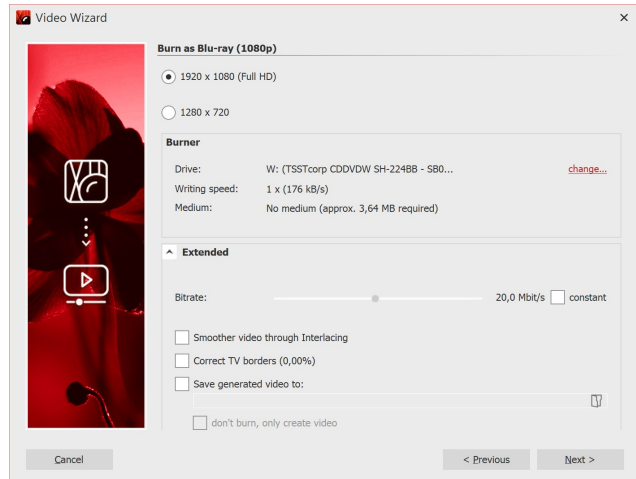 Video Wizard
Burn as Blu-ray (1080p)
1920 x 1080 (Full HD)
1280 x 720
Burner
Drive: W: (TSSTcorp CDDVDW SH-224BB - SB0... change...
Writing speed: 1 x (176 kB/s)
Medium: No medium (approx. 3,64 MB required)
Extended
Bitrate: 20,0 Mbit/s constant
Smoother video through Interlacing
Correct TV borders (0,00%)
Save generated video to:
don't burn, only create video
Cancel < Previous Next >